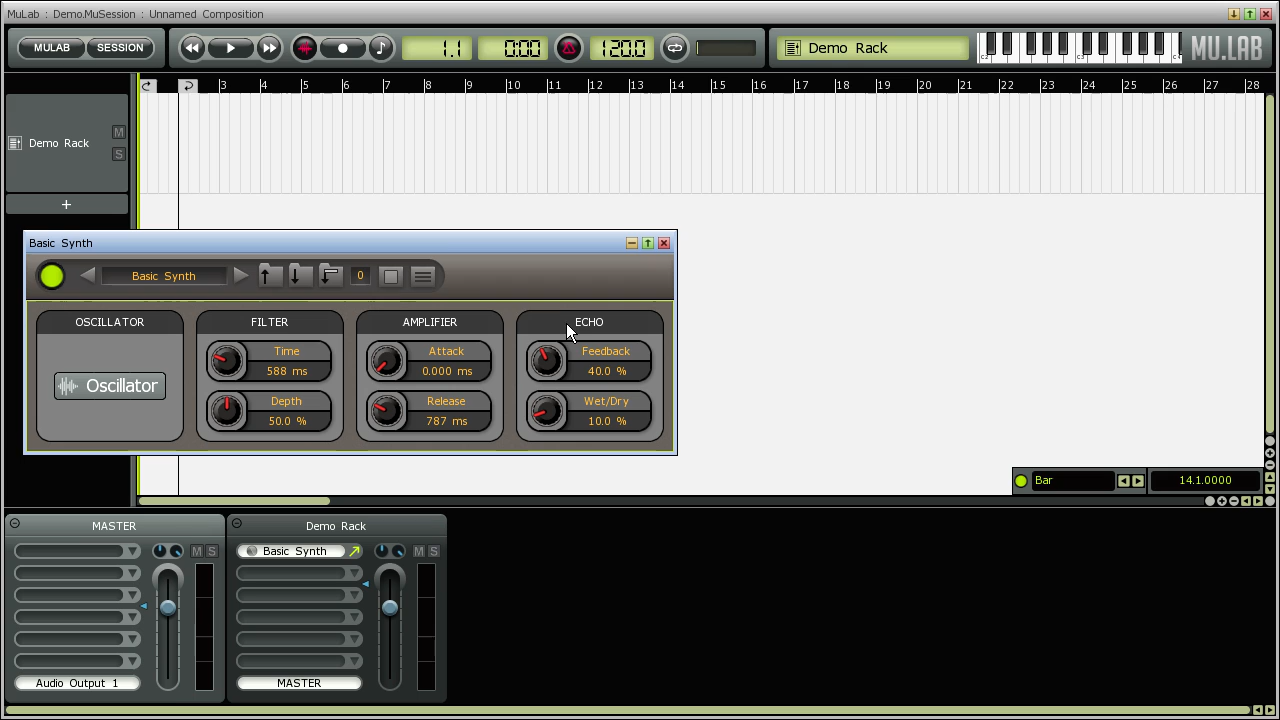 MuLab : Demo.MuSession : Unnamed Composition
MULAB SESSION
1.1 0:00 120.0
Demo Rack
C2 C3 C4
MU.LAB
3 4 5 6 7 8 9 10 11 12 13 14 15 16 17 18 19 20 21 22 23 24 25 26 27 28
Demo Rack
M
S
+
Basic Synth
Basic Synth
0
OSCILLATOR FILTER AMPLIFIER ECHO
Time Attack Feedback
588 ms 0.000 ms 40.0 %
Oscillator
Depth Release Wet/Dry
50.0 % 787 ms 10.0 %
Bar 14.1.0000
MASTER Demo Rack
M S Basic Synth M S
Audio Output 1 MASTER